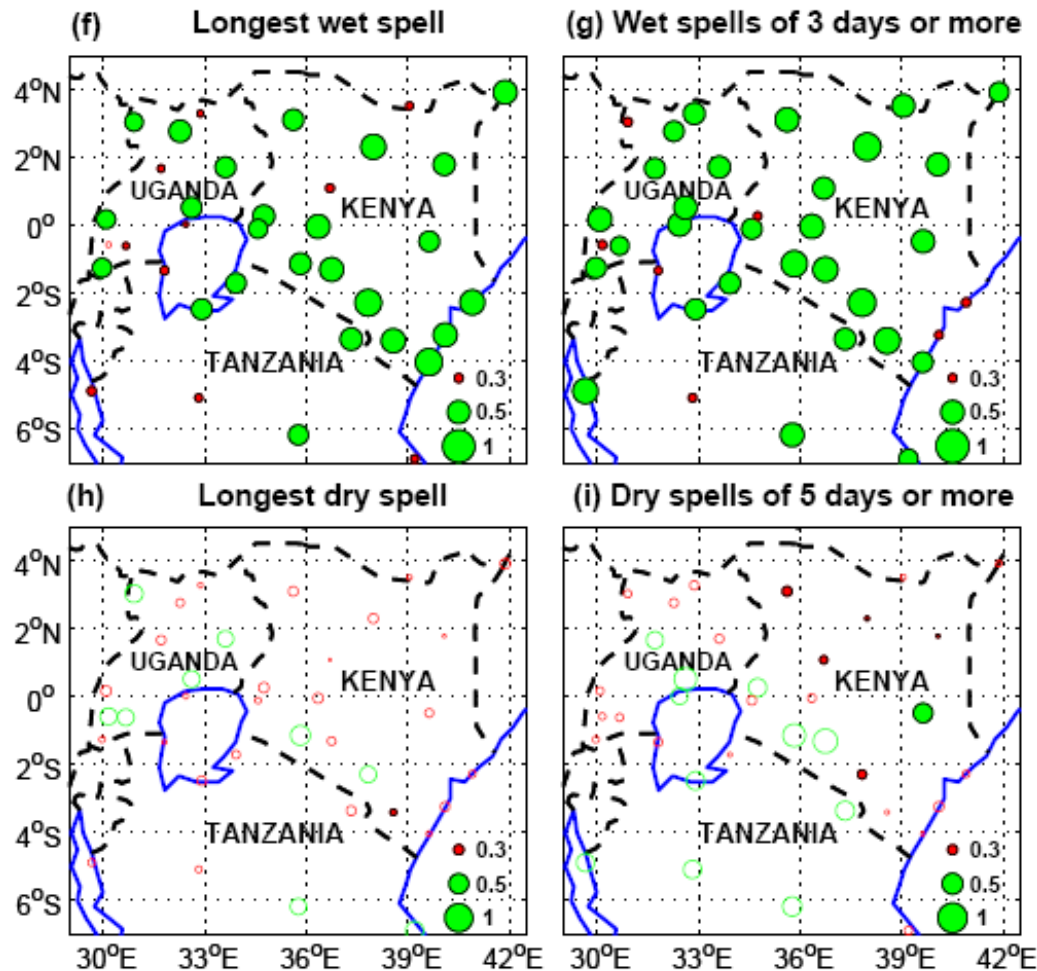 (f) Longest wet spell
(g) Wet spells of 3 days or more
4°N
2°N
0°
2°S
4°S
6°S
UGANDA
KENYA
TANZANIA
0.3
0.5
1
UGANDA
KENYA
TANZANIA
0.3
0.5
1
(h) Longest dry spell
(i) Dry spells of 5 days or more
4°N
2°N
0°
2°S
4°S
6°S
UGANDA
KENYA
TANZANIA
0.3
0.5
1
UGANDA
KENYA
TANZANIA
0.3
0.5
1
30°E 33°E 36°E 39°E 42°E
30°E 33°E 36°E 39°E 42°E